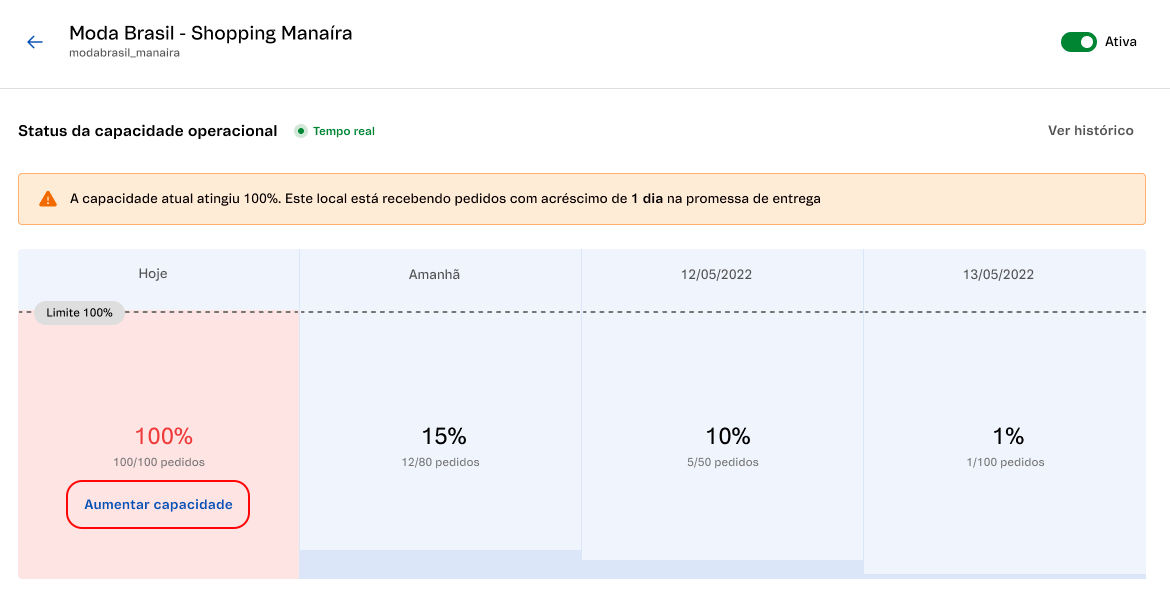 Moda Brasil - Shopping Manaíra
modabrasil_manaira
Ativa
Status da capacidade operacional
Tempo real
Ver histórico
A capacidade atual atingiu 100%. Este local está recebendo pedidos com acréscimo de 1 dia na promessa de entrega
Hoje
Amanhã
12/05/2022
13/05/2022
Limite 100%
100%
100/100 pedidos
Aumentar capacidade
15%
12/80 pedidos
10%
5/50 pedidos
1%
1/100 pedidos